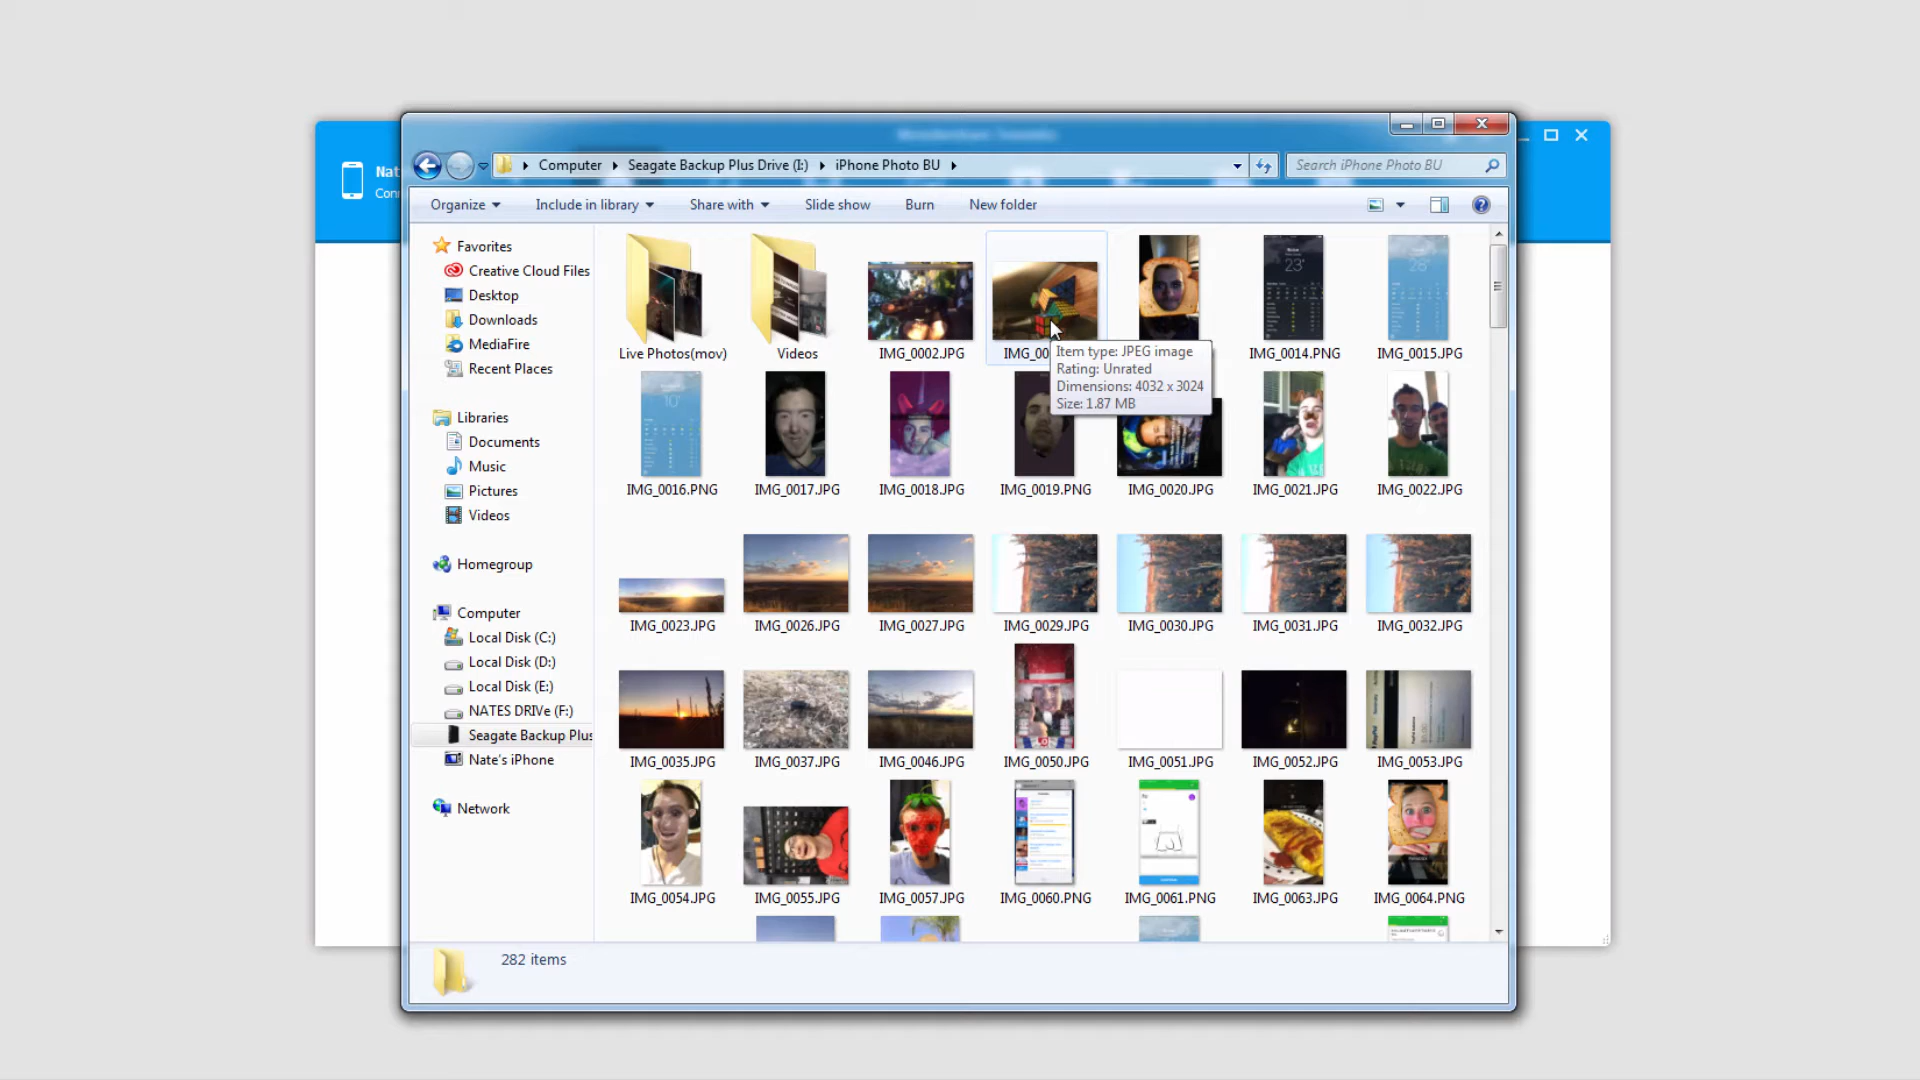 Nat
Con
Computer
Seagate Backup Plus Drive (I:)
iPhone Photo BU
Search iPhone Photo BU
Organize
Include in library
Share with
Slide show
Burn
New folder
Favorites
Creative Cloud Files
Desktop
Downloads
MediaFire
Recent Places
Libraries
Documents
Music
Pictures
Videos
Homegroup
Computer
Local Disk (C:)
Local Disk (D:)
Local Disk (E:)
NATES DRIVe (F:)
Seagate Backup Plus
Nate's iPhone
Network
23°
28°
Live Photos(mov)
Videos
IMG_0002.JPG
IMG_00
IMG_0014.PNG
IMG_0015.JPG
Item type: JPEG image
Rating: Unrated
Dimensions: 4032 x 3024
Size: 1.87 MB
10°
IMG_0016.PNG
IMG_0017.JPG
IMG_0018.JPG
IMG_0019.PNG
IMG_0020.JPG
IMG_0021.JPG
IMG_0022.JPG
IMG_0023.JPG
IMG_0026.JPG
IMG_0027.JPG
IMG_0029.JPG
IMG_0030.JPG
IMG_0031.JPG
IMG_0032.JPG
IMG_0035.JPG
IMG_0037.JPG
IMG_0046.JPG
IMG_0050.JPG
IMG_0051.JPG
IMG_0052.JPG
IMG_0053.JPG
IMG_0054.JPG
IMG_0055.JPG
IMG_0057.JPG
IMG_0060.PNG
IMG_0061.PNG
IMG_0063.JPG
IMG_0064.PNG
282 items